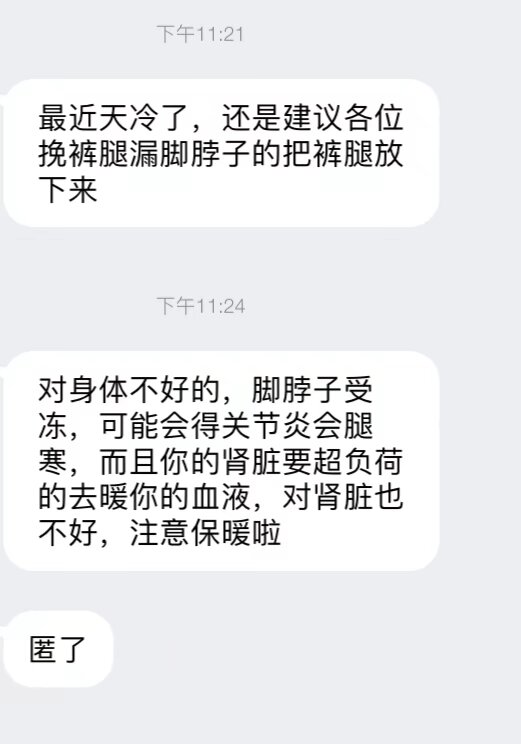 下午11:21
最近天冷了，还是建议各位
挽裤腿漏脚脖子的把裤腿放
下来
下午11:24
对身体不好的，脚脖子受
冻，可能会得关节炎会腿
寒，而且你的肾脏要超负荷
的去暖你的血液，对肾脏也
不好，注意保暖啦
匿了